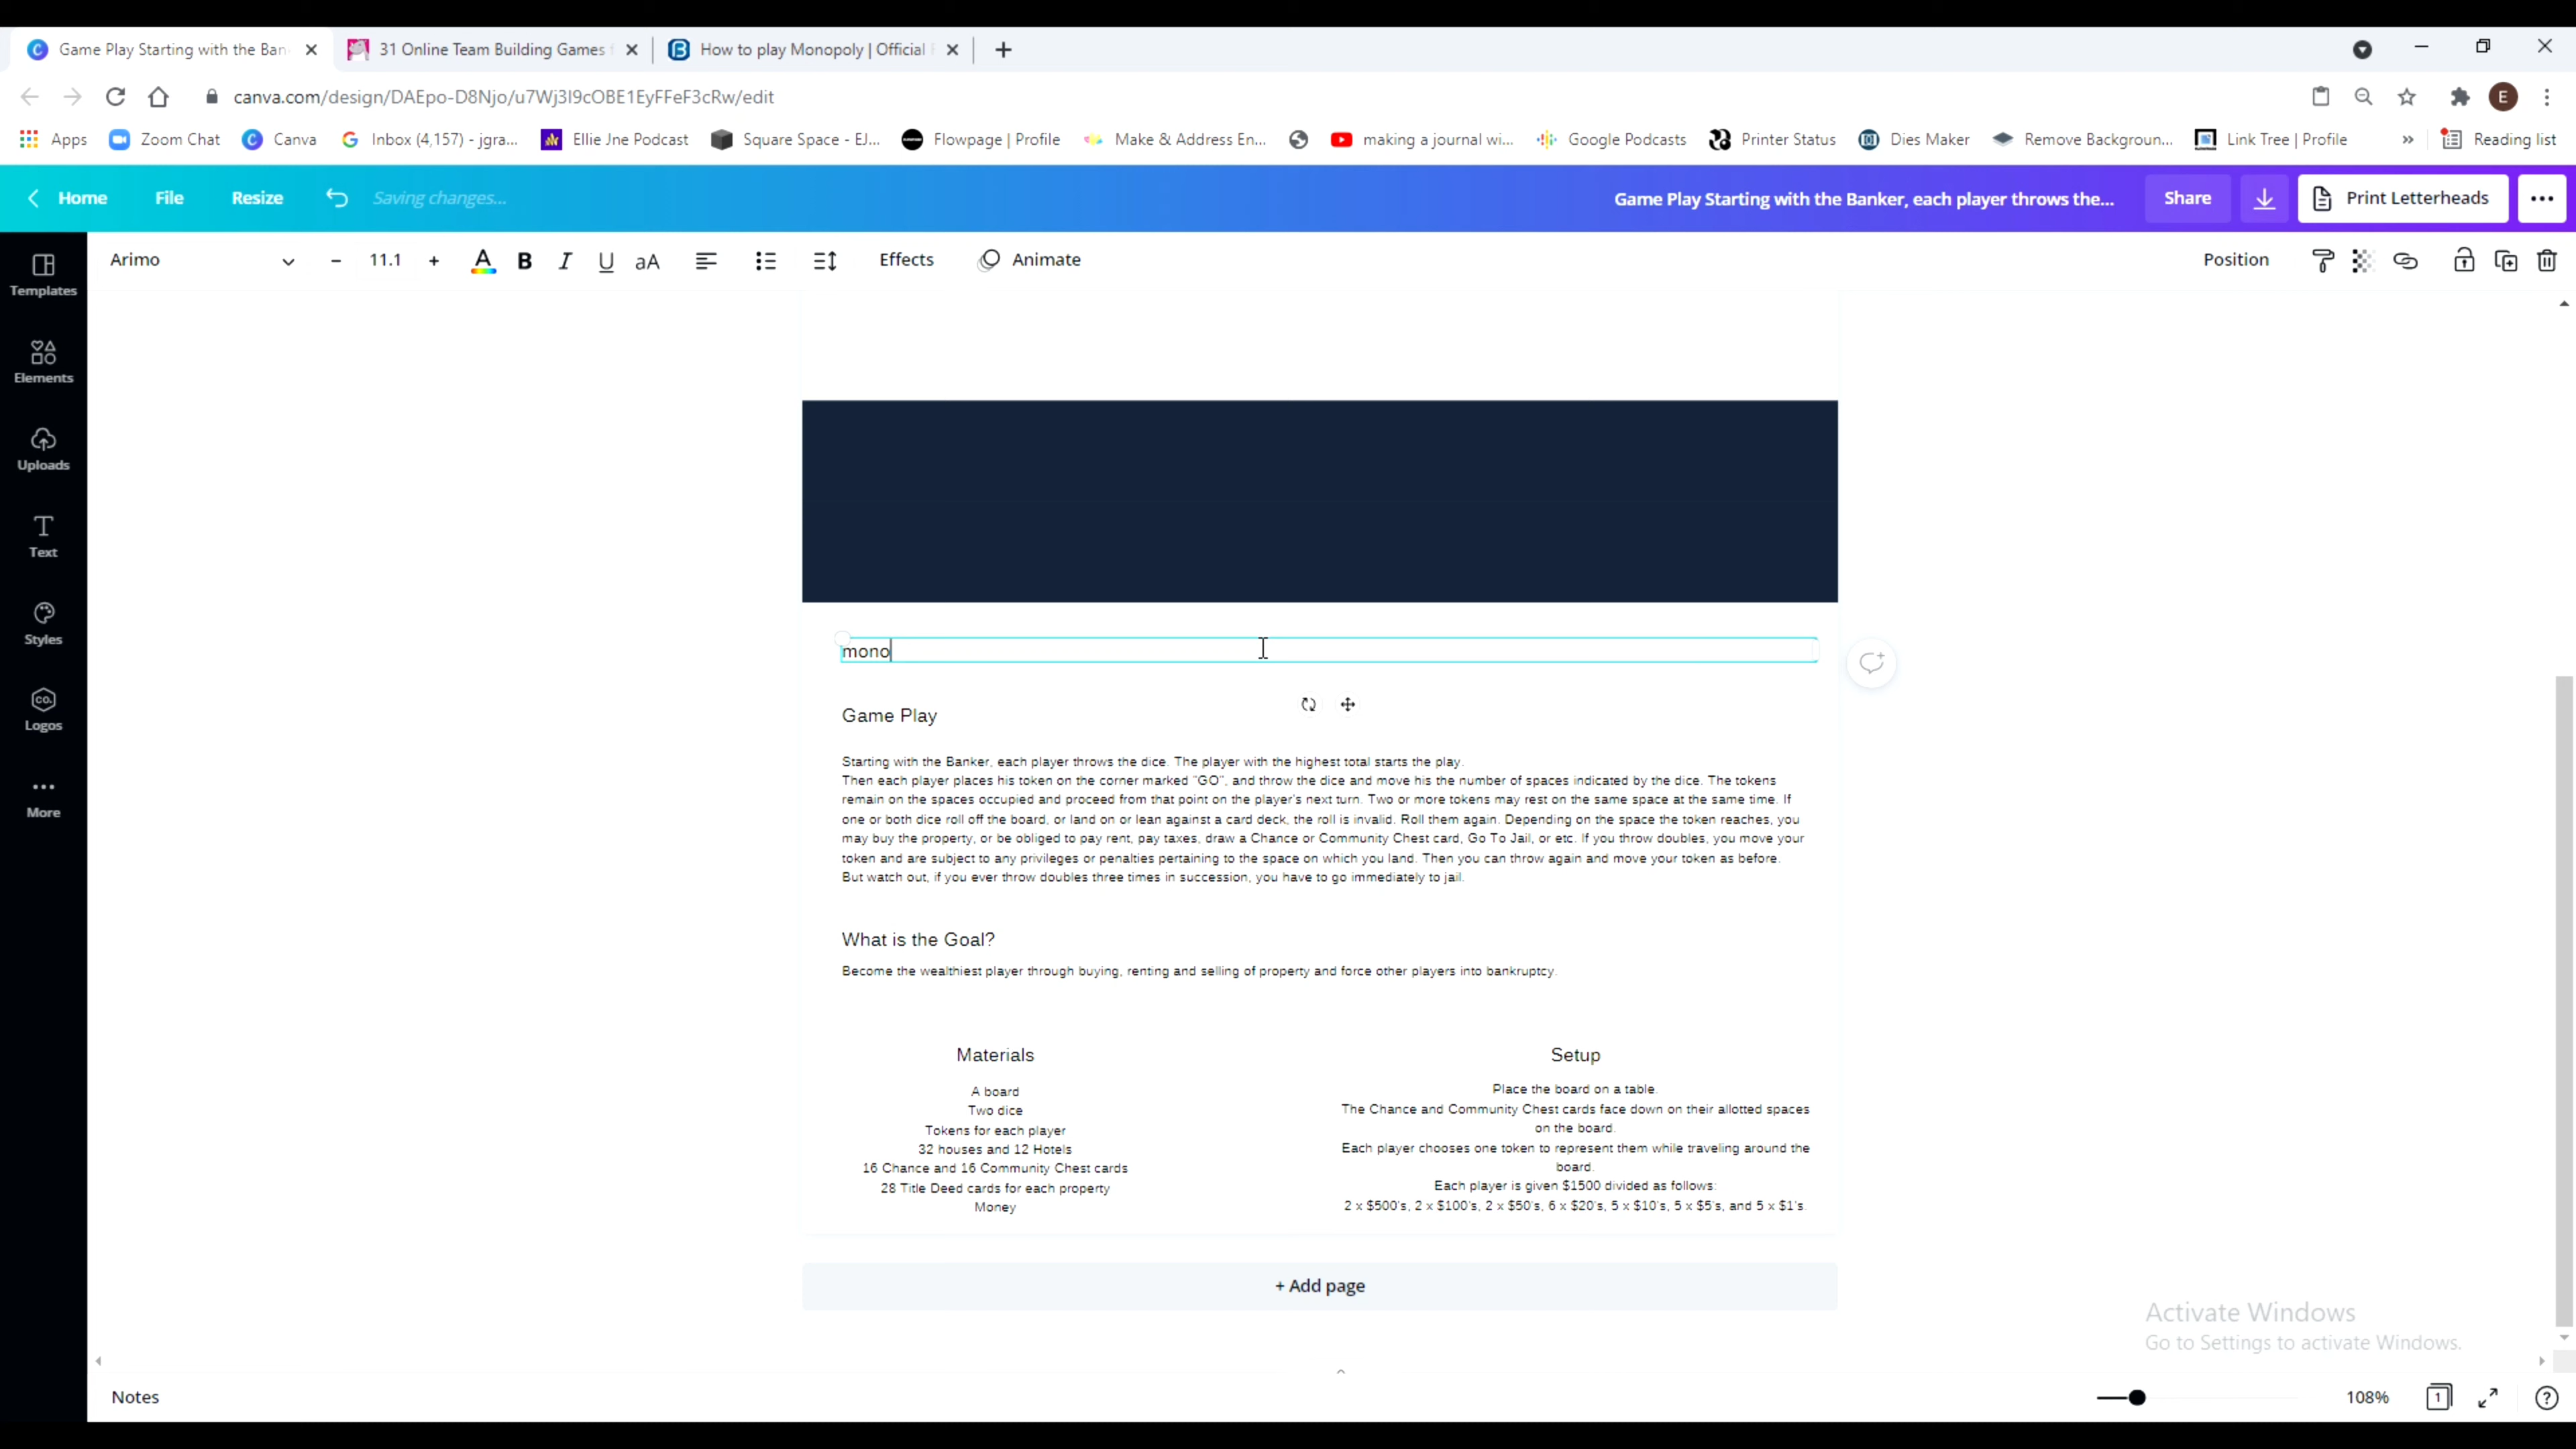 Game Play Starting with the Ban
31 Online Team Building Games f
How to play Monopoly | Official
canva.com/design/DAEpo-D8Njo/u7Wj3I9cOBE1EyFFeF3cRw/edit
E
Apps
Zoom Chat
Canva
Inbox (4,157) - jgra...
Ellie Jne Podcast
Square Space - EJ...
Flowpage | Profile
Make & Address En...
making a journal wi...
Google Podcasts
Printer Status
Dies Maker
Remove Backgroun...
Link Tree | Profile
»
Reading list
Home
File
Resize
Saving changes...
Game Play Starting with the Banker, each player throws the...
Share
Print Letterheads
Arimo
- 11.1 +
A
B
I
U
aA
Effects
Animate
Position
Templates
Elements
Uploads
Text
Styles
CO.
Logos
More
mono
Game Play
Starting with the Banker, each player throws the dice. The player with the highest total starts the play.
Then each player places his token on the corner marked "GO", and throw the dice and move his the number of spaces indicated by the dice. The tokens
remain on the spaces occupied and proceed from that point on the player's next turn. Two or more tokens may rest on the same space at the same time. If
one or both dice roll off the board, or land on or lean against a card deck, the roll is invalid. Roll them again. Depending on the space the token reaches, you
may buy the property, or be obliged to pay rent, pay taxes, draw a Chance or Community Chest card, Go To Jail, or etc. If you throw doubles, you move your
token and are subject to any privileges or penalties pertaining to the space on which you land. Then you can throw again and move your token as before.
But watch out, if you ever throw doubles three times in succession, you have to go immediately to jail.
What is the Goal?
Become the wealthiest player through buying, renting and selling of property and force other players into bankruptcy.
Materials
A board
Two dice
Tokens for each player
32 houses and 12 Hotels
16 Chance and 16 Community Chest cards
28 Title Deed cards for each property
Money
Setup
Place the board on a table.
The Chance and Community Chest cards face down on their allotted spaces
on the board.
Each player chooses one token to represent them while traveling around the
board.
Each player is given $1500 divided as follows:
2 x $500's, 2 x $100's, 2 x $50's, 6 x $20's, 5 x $10's, 5 x $5's, and 5 x $1's.
+ Add page
Activate Windows
Go to Settings to activate Windows.
Notes
108%
1
?